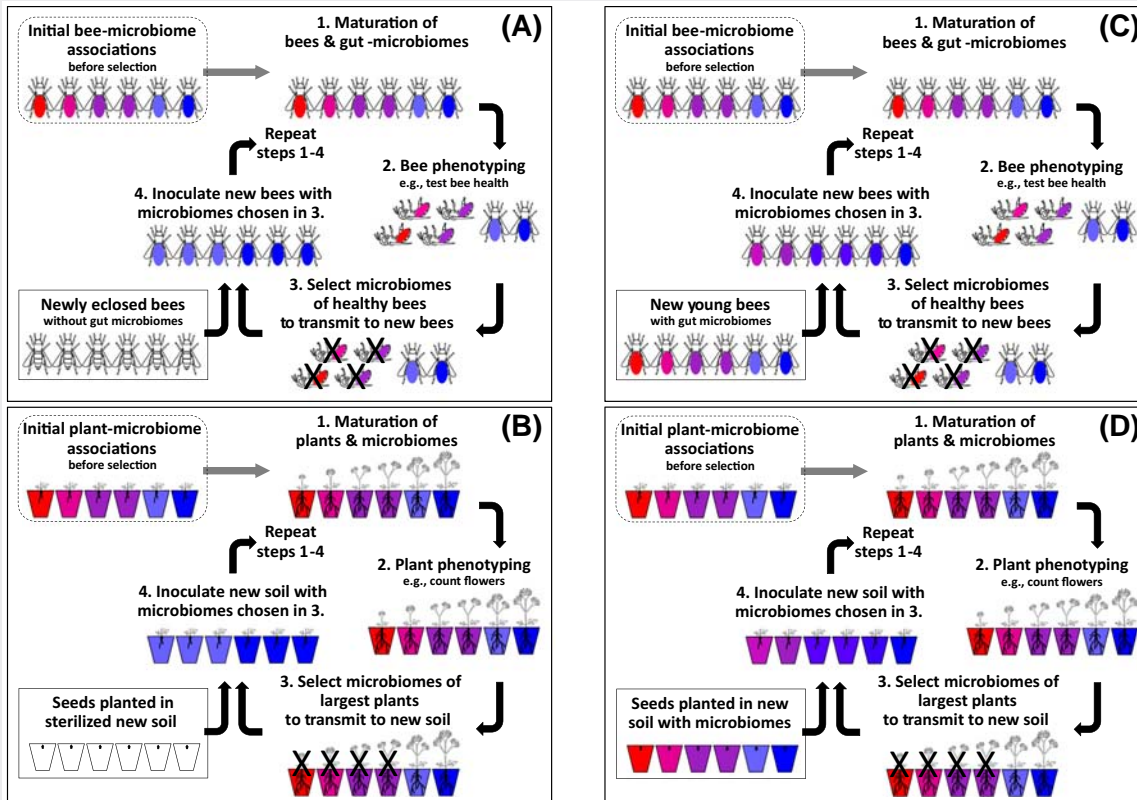 (A)
Initial bee-microbiome
associations
before selection
1. Maturation of
bees & gut -microbiomes
Repeat
steps 1-4
2. Bee phenotyping
e.g., test bee health
4. Inoculate new bees with
microbiomes chosen in 3.
3. Select microbiomes
of healthy bees
to transmit to new bees
Newly eclosed bees
without gut microbiomes
X X
X X
(C)
Initial bee-microbiome
associations
before selection
1. Maturation of
bees & gut -microbiomes
Repeat
steps 1-4
2. Bee phenotyping
e.g., test bee health
4. Inoculate new bees with
microbiomes chosen in 3.
3. Select microbiomes
of healthy bees
to transmit to new bees
New young bees
with gut microbiomes
X X
X X
(B)
Initial plant-microbiome
associations
before selection
1. Maturation of
plants & microbiomes
Repeat
steps 1-4
2. Plant phenotyping
e.g., count flowers
4. Inoculate new soil with
microbiomes chosen in 3.
3. Select microbiomes of
largest plants
to transmit to new soil
Seeds planted in
sterilized new soil
X X X X
(D)
Initial plant-microbiome
associations
before selection
1. Maturation of
plants & microbiomes
Repeat
steps 1-4
2. Plant phenotyping
e.g., count flowers
4. Inoculate new soil with
microbiomes chosen in 3.
3. Select microbiomes of
largest plants
to transmit to new soil
Seeds planted in new
soil with microbiomes
X X X X